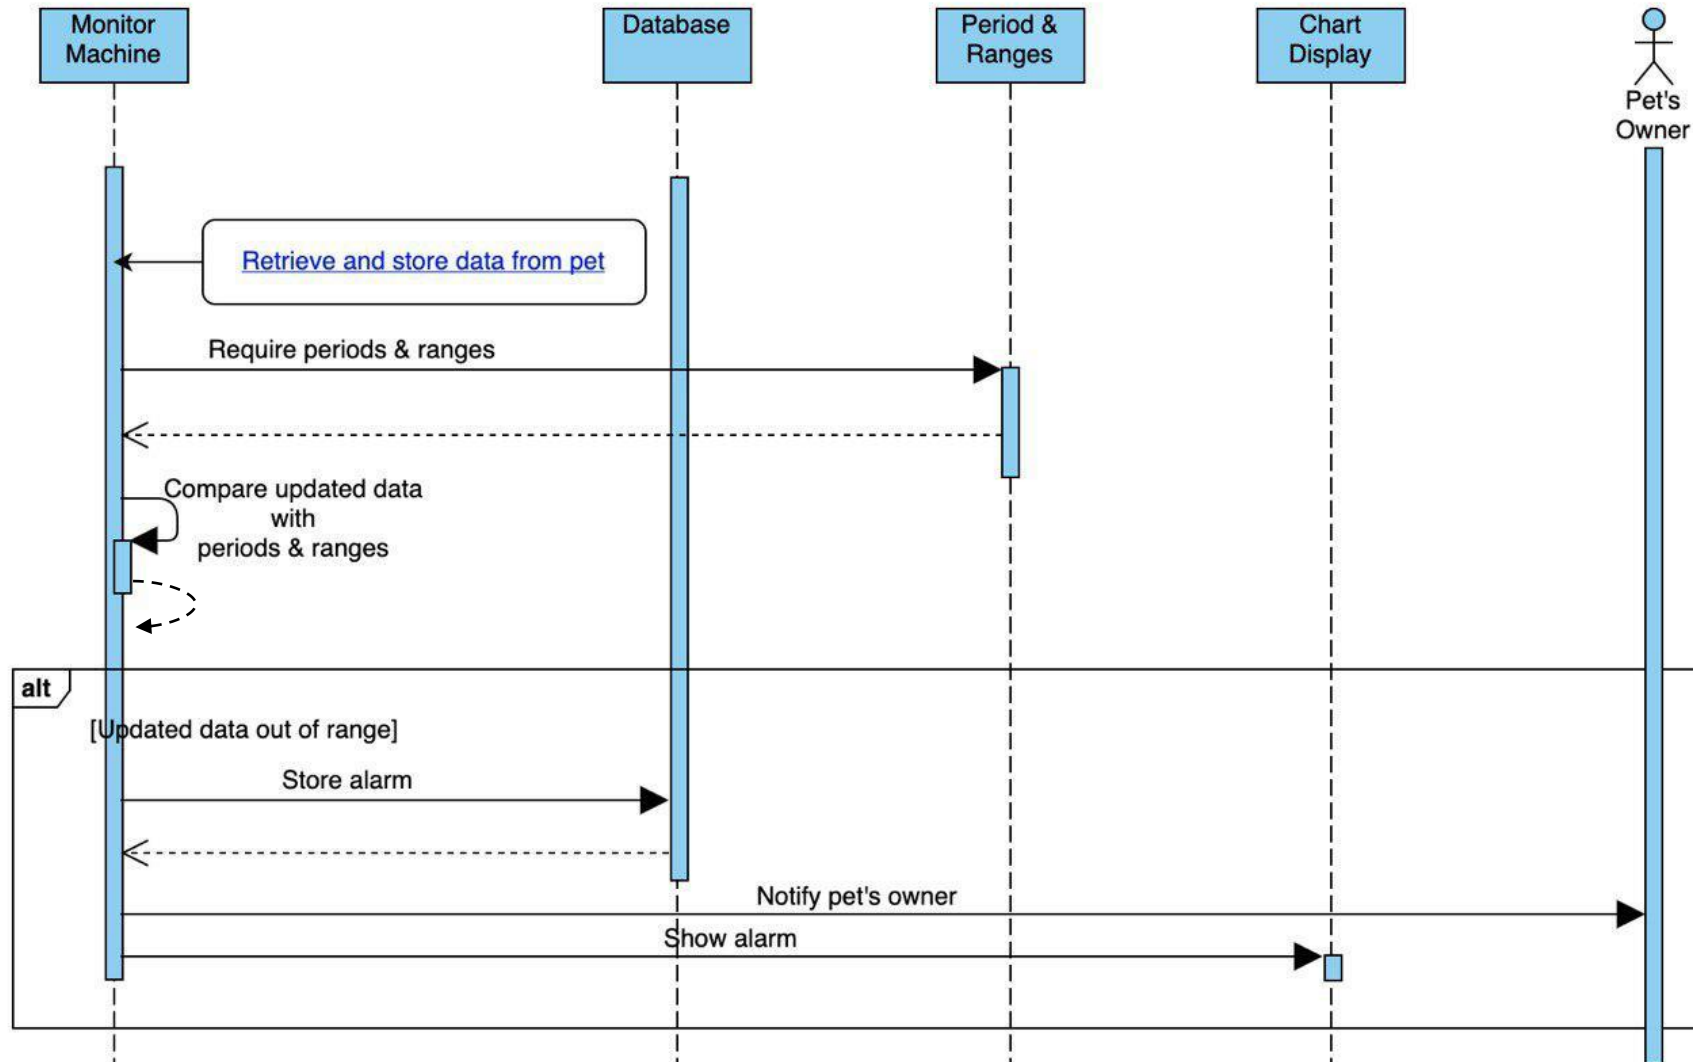 Monitor
Machine
Database
Period &
Ranges
Chart
Display
Pet's
Owner
Retrieve and store data from pet
Require periods & ranges
Compare updated data
with
periods & ranges
alt
[Updated data out of range]
Store alarm
Notify pet's owner
Show alarm